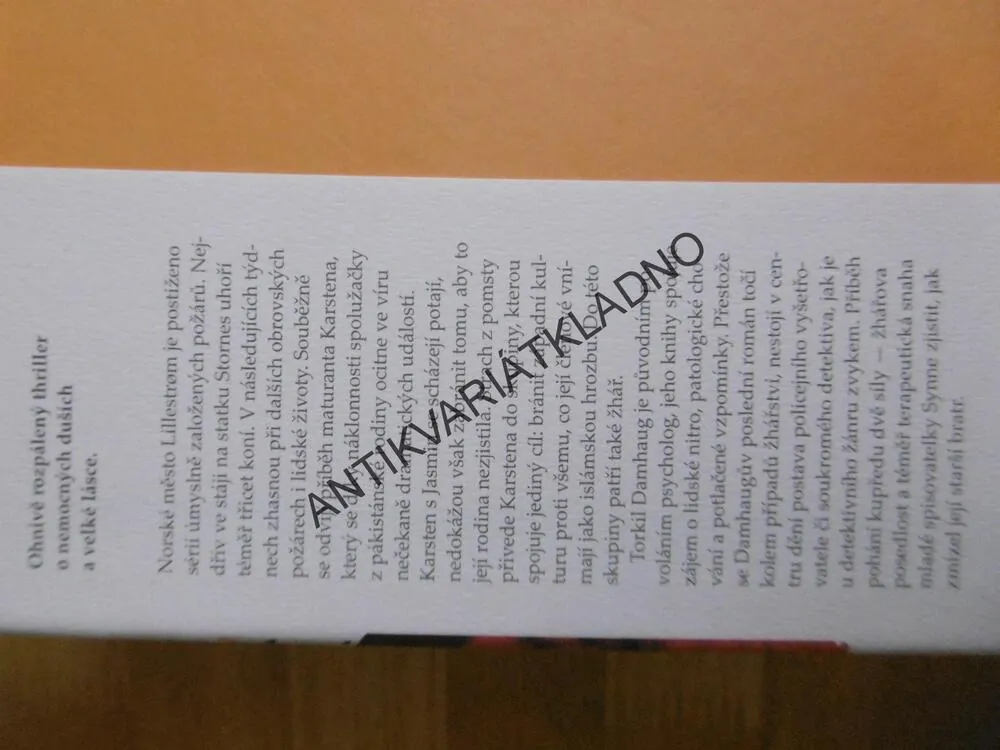 Ohnivě rozpálený thriller
o nemocných duších
a velké lásce.
Norské město Lillestrøm je postiženo
sérií úmyslně založených požárů. Nej-
dřív ve stáji na statku Stornes uhoří
téměř třicet koní. V následujících týd-
nech zhasnou při dalších obrovských
požárech i lidské životy. Souběžně
se odvíjí příběh maturanta Karstena,
který se díky náklonnosti spolužačky
z pákistánské rodiny ocitne ve víru
nečekaně dramatických událostí.
Karsten s Jasmin se scházejí potají,
nedokážou však zabránit tomu, aby to
její rodina nezjistila. Strach z pomsty
přivede Karstena do skupiny, kterou
spojuje jediný cíl: bránit západní kul-
turu proti všemu, co její členové vní-
mají jako islámskou hrozbu. Do této
skupiny patří také žhář.
Torkil Damhaug je původním
voláním psycholog, jeho knihy
zájem o lidské nitro, patologické cho-
vání a potlačené vzpomínky. Přestože
se Damhaugův poslední román točí
kolem případů žhářství, nestojí v cen-
tru dění postava policejního vyšetřo-
vatele či soukromého detektiva, jak je
u detektivního žánru zvykem. Příběh
pohání kupředu dvě síly – žhářova
posedlost a téměř terapeutická snaha
mladé spisovatelky Synne zjistit, jak
zmizel její starší bratr.
ANTIKVARIÁTKLADNO